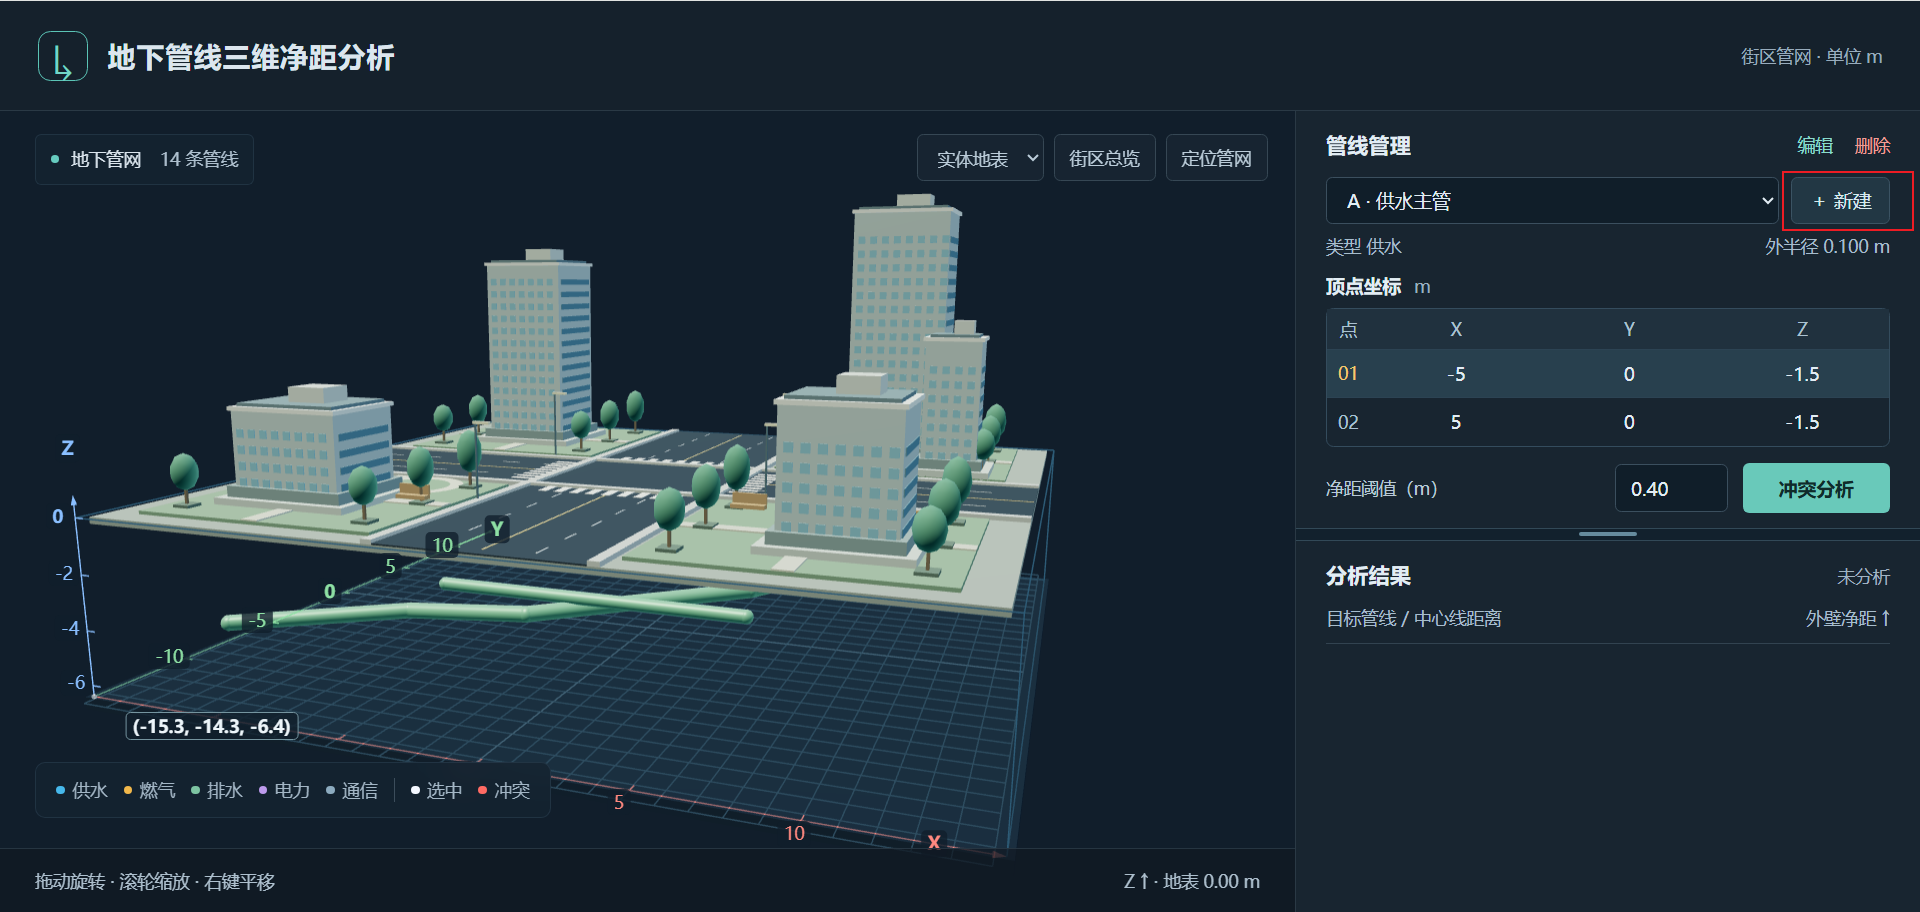 地下管线三维净距分析
街区管网 · 单位 m
地下管网 14 条管线
实体地表
街区总览
定位管网
Z
0
-2
-4
-6
Y
10
5
0
-5
-10
(-15.3, -14.3, -6.4)
5
10
X
供水 燃气 排水 电力 通信 选中 冲突
拖动旋转 · 滚轮缩放 · 右键平移
Z ↑ · 地表 0.00 m
管线管理
编辑 删除
A · 供水主管
+ 新建
类型 供水
外半径 0.100 m
顶点坐标 m
点 X Y Z
01 -5 0 -1.5
02 5 0 -1.5
净距阈值（m）
0.40
冲突分析
分析结果
未分析
目标管线 / 中心线距离
外壁净距 ↑